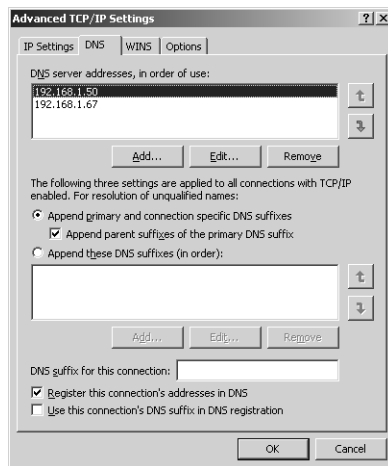 Advanced TCP/IP Settings
IP Settings DNS WINS Options
DNS server addresses, in order of use:
192.168.1.50
192.168.1.67
Add... Edit... Remove
The following three settings are applied to all connections with TCP/IP
enabled. For resolution of unqualified names:
Append primary and connection specific DNS suffixes
Append parent suffixes of the primary DNS suffix
Append these DNS suffixes (in order):
Add... Edit... Remove
DNS suffix for this connection:
Register this connection's addresses in DNS
Use this connection's DNS suffix in DNS registration
OK Cancel